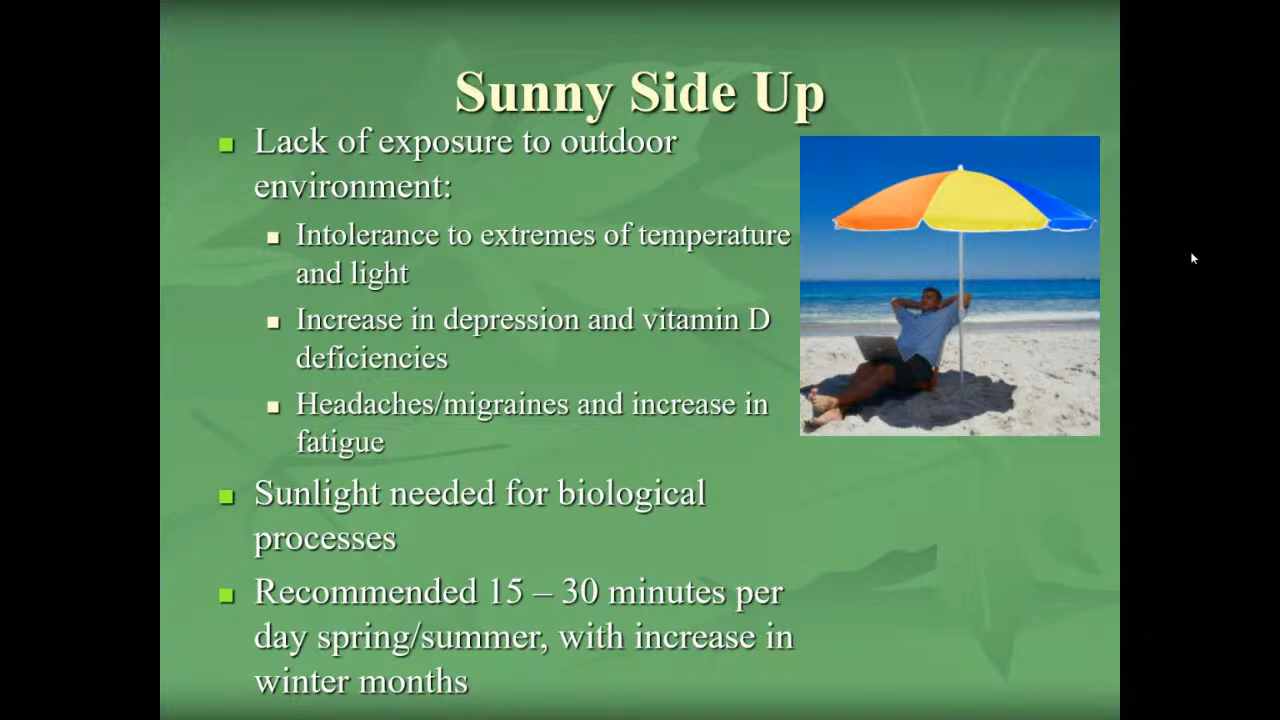 Sunny Side Up
Lack of exposure to outdoor
environment:
Intolerance to extremes of temperature
and light
Increase in depression and vitamin D
deficiencies
Headaches/migraines and increase in
fatigue
Sunlight needed for biological
processes
Recommended 15 – 30 minutes per
day spring/summer, with increase in
winter months